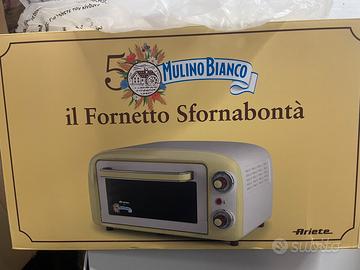 50
MULINO BIANCO
il Fornetto Sfornabontà
Ariete
subito